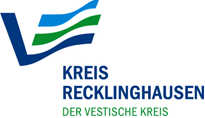 KREIS
RECKLINGHAUSEN
DER VESTISCHE KREIS